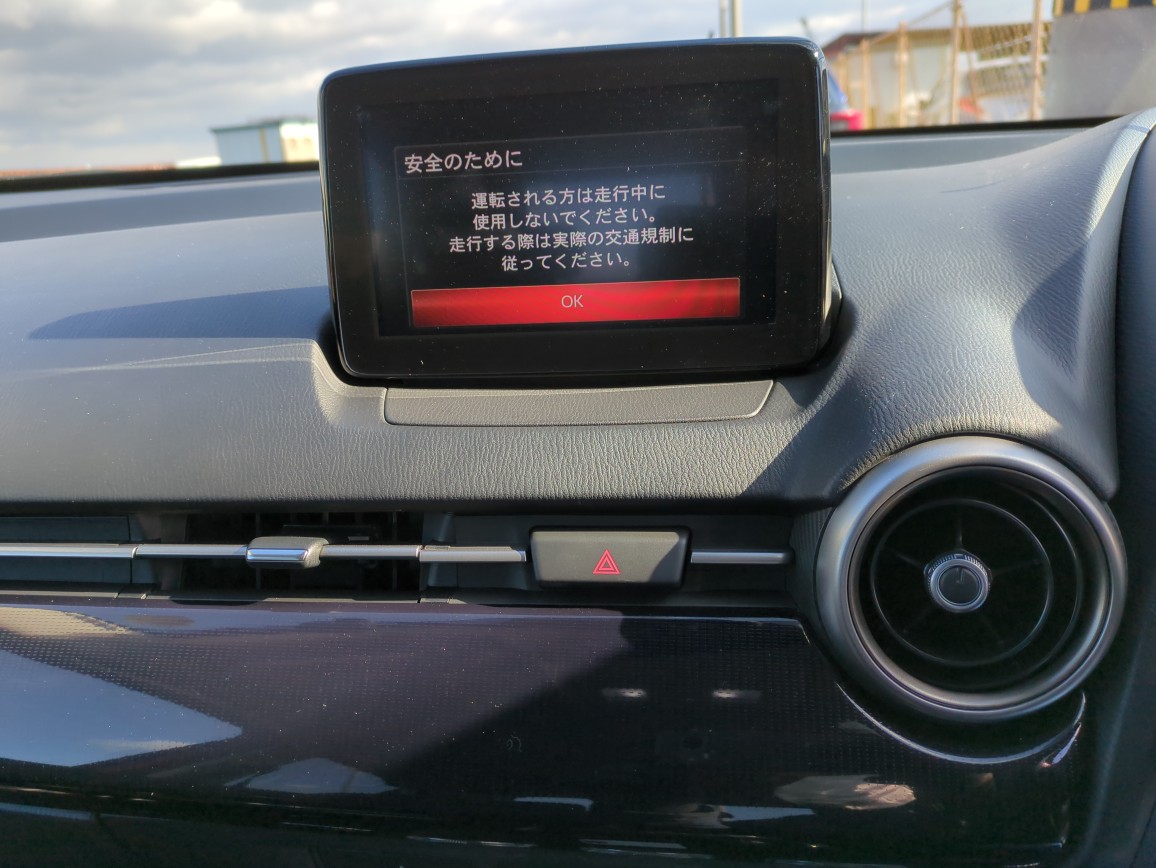 安全のために
運転される方は走行中に
使用しないでください。
走行する際は実際の交通規制に
従ってください。
OK